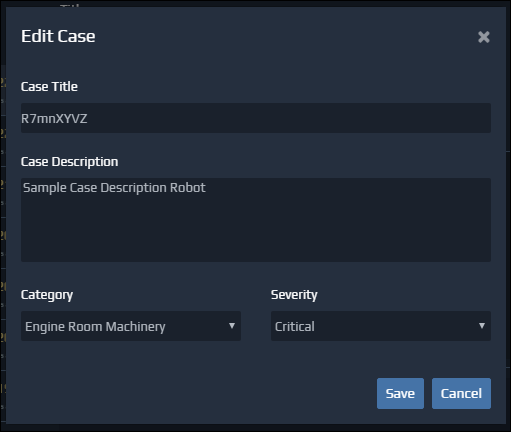 Edit Case
Case Title
R7mnXYVZ
Case Description
Sample Case Description Robot
Category Severity
Engine Room Machinery Critical
Save Cancel